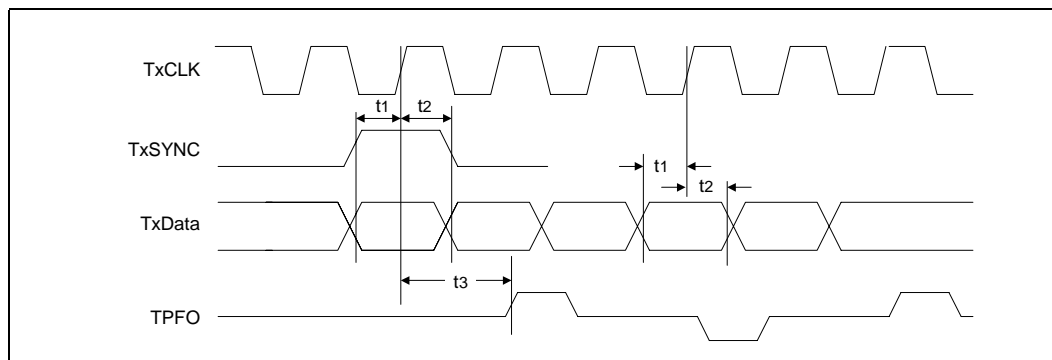 TxCLK
t1 t2
TxSYNC
t1
t2
TxData
t3
TPFO